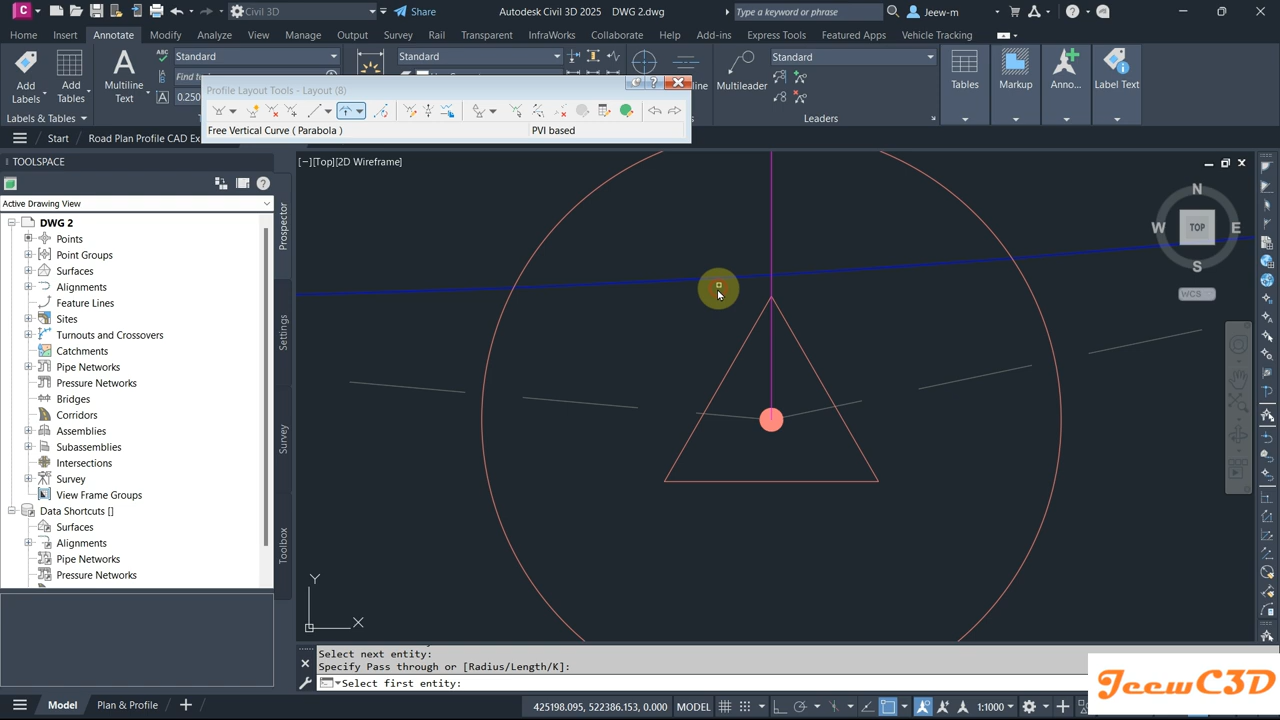 C
3D
Civil 3D
Share
Autodesk Civil 3D 2025
DWG 2.dwg
Type a keyword or phrase
Jeew-m
Home
Insert
Annotate
Modify
Analyze
View
Manage
Output
Survey
Rail
Transparent
InfraWorks
Collaborate
Help
Add-ins
Express Tools
Featured Apps
Vehicle Tracking
Add
Labels
Add
Tables
Multiline
Text
Standard
Find te
0.250
Standard
Multileader
Standard
Tables
Markup
Anno...
Label Text
Labels & Tables
Leaders
Profile Layout Tools - Layout (8)
Free Vertical Curve ( Parabola )
PVI based
Start
Road Plan Profile CAD Ex
TOOLSPACE
Active Drawing View
DWG 2
Points
Point Groups
Surfaces
Alignments
Feature Lines
Sites
Turnouts and Crossovers
Catchments
Pipe Networks
Pressure Networks
Bridges
Corridors
Assemblies
Subassemblies
Intersections
Survey
View Frame Groups
Data Shortcuts []
Surfaces
Alignments
Pipe Networks
Pressure Networks
Prospector
Settings
Survey
Toolbox
[−][Top][2D Wireframe]
N
W
TOP
E
S
WCS
Y
X
Select next entity:
Specify Pass through or [Radius/Length/K]:
Select first entity:
JeewC3D
Model
Plan & Profile
425198.095, 522386.153, 0.000
MODEL
1:1000